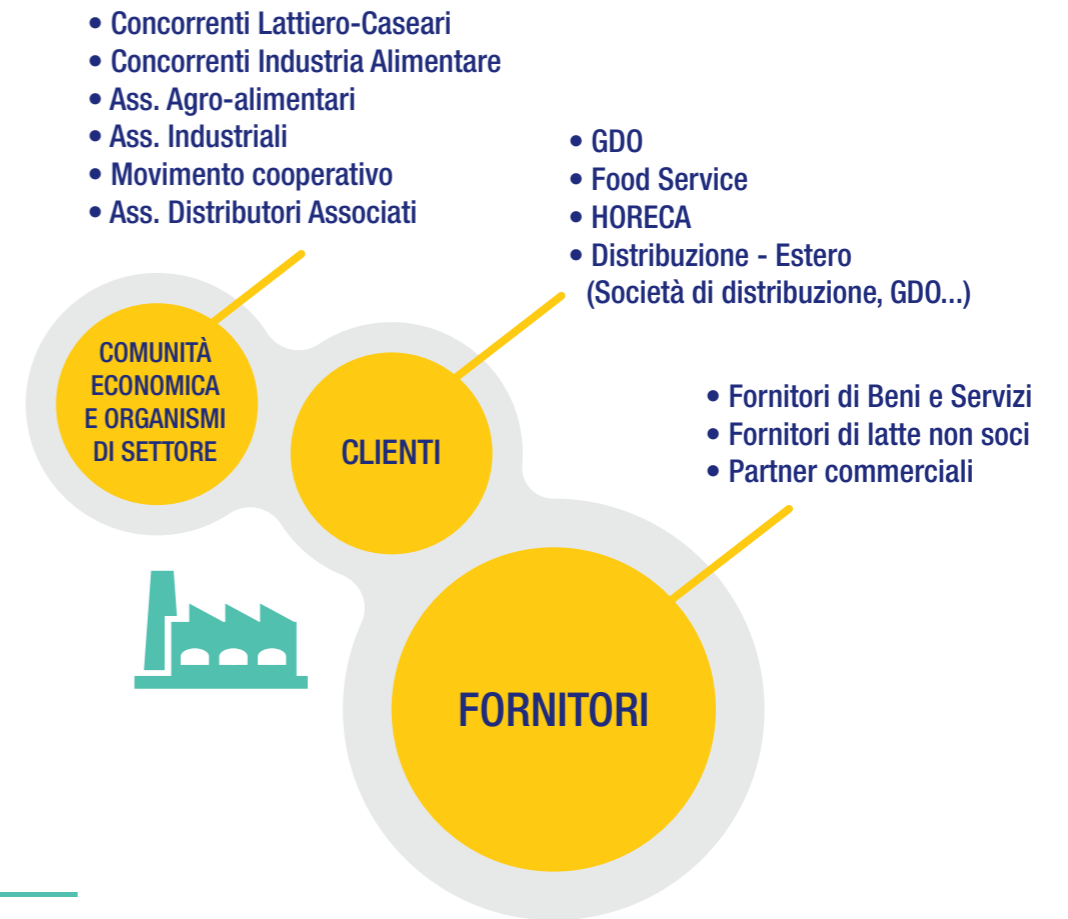 • Concorrenti Lattiero-Caseari
• Concorrenti Industria Alimentare
• Ass. Agro-alimentari
• Ass. Industriali
• Movimento cooperativo
• Ass. Distributori Associati
• GDO
• Food Service
• HORECA
• Distribuzione - Estero
(Società di distribuzione, GDO...)
COMUNITÀ
ECONOMICA
E ORGANISMI
DI SETTORE
CLIENTI
• Fornitori di Beni e Servizi
• Fornitori di latte non soci
• Partner commerciali
FORNITORI